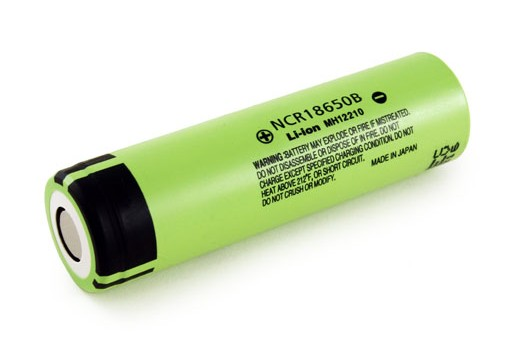 ⊕ NCR18650B ⊖
Li-ion MH12210
WARNING:BATTERY MAY EXPLODE OR FIRE IF MISTREATED.
DO NOT DISASSEMBLE OR DISPOSE OF IN FIRE. DO NOT
CHARGE EXCEPT SPECIFIED CHARGING CONDITION. DO NOT
HEAT ABOVE 212°F, OR SHORT CIRCUIT.
DO NOT CRUSH OR MODIFY.
MADE IN JAPAN